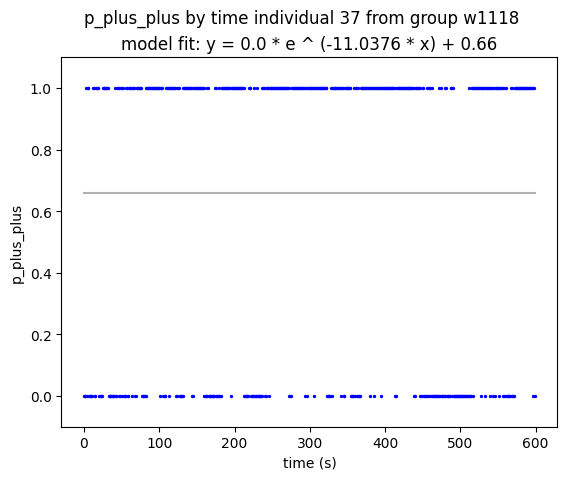 p_plus_plus by time individual 37 from group w1118
model fit: y = 0.0 * e ^ (-11.0376 * x) + 0.66
1.0
0.8
0.6
0.4
0.2
0.0
p_plus_plus
0 100 200 300 400 500 600
time (s)